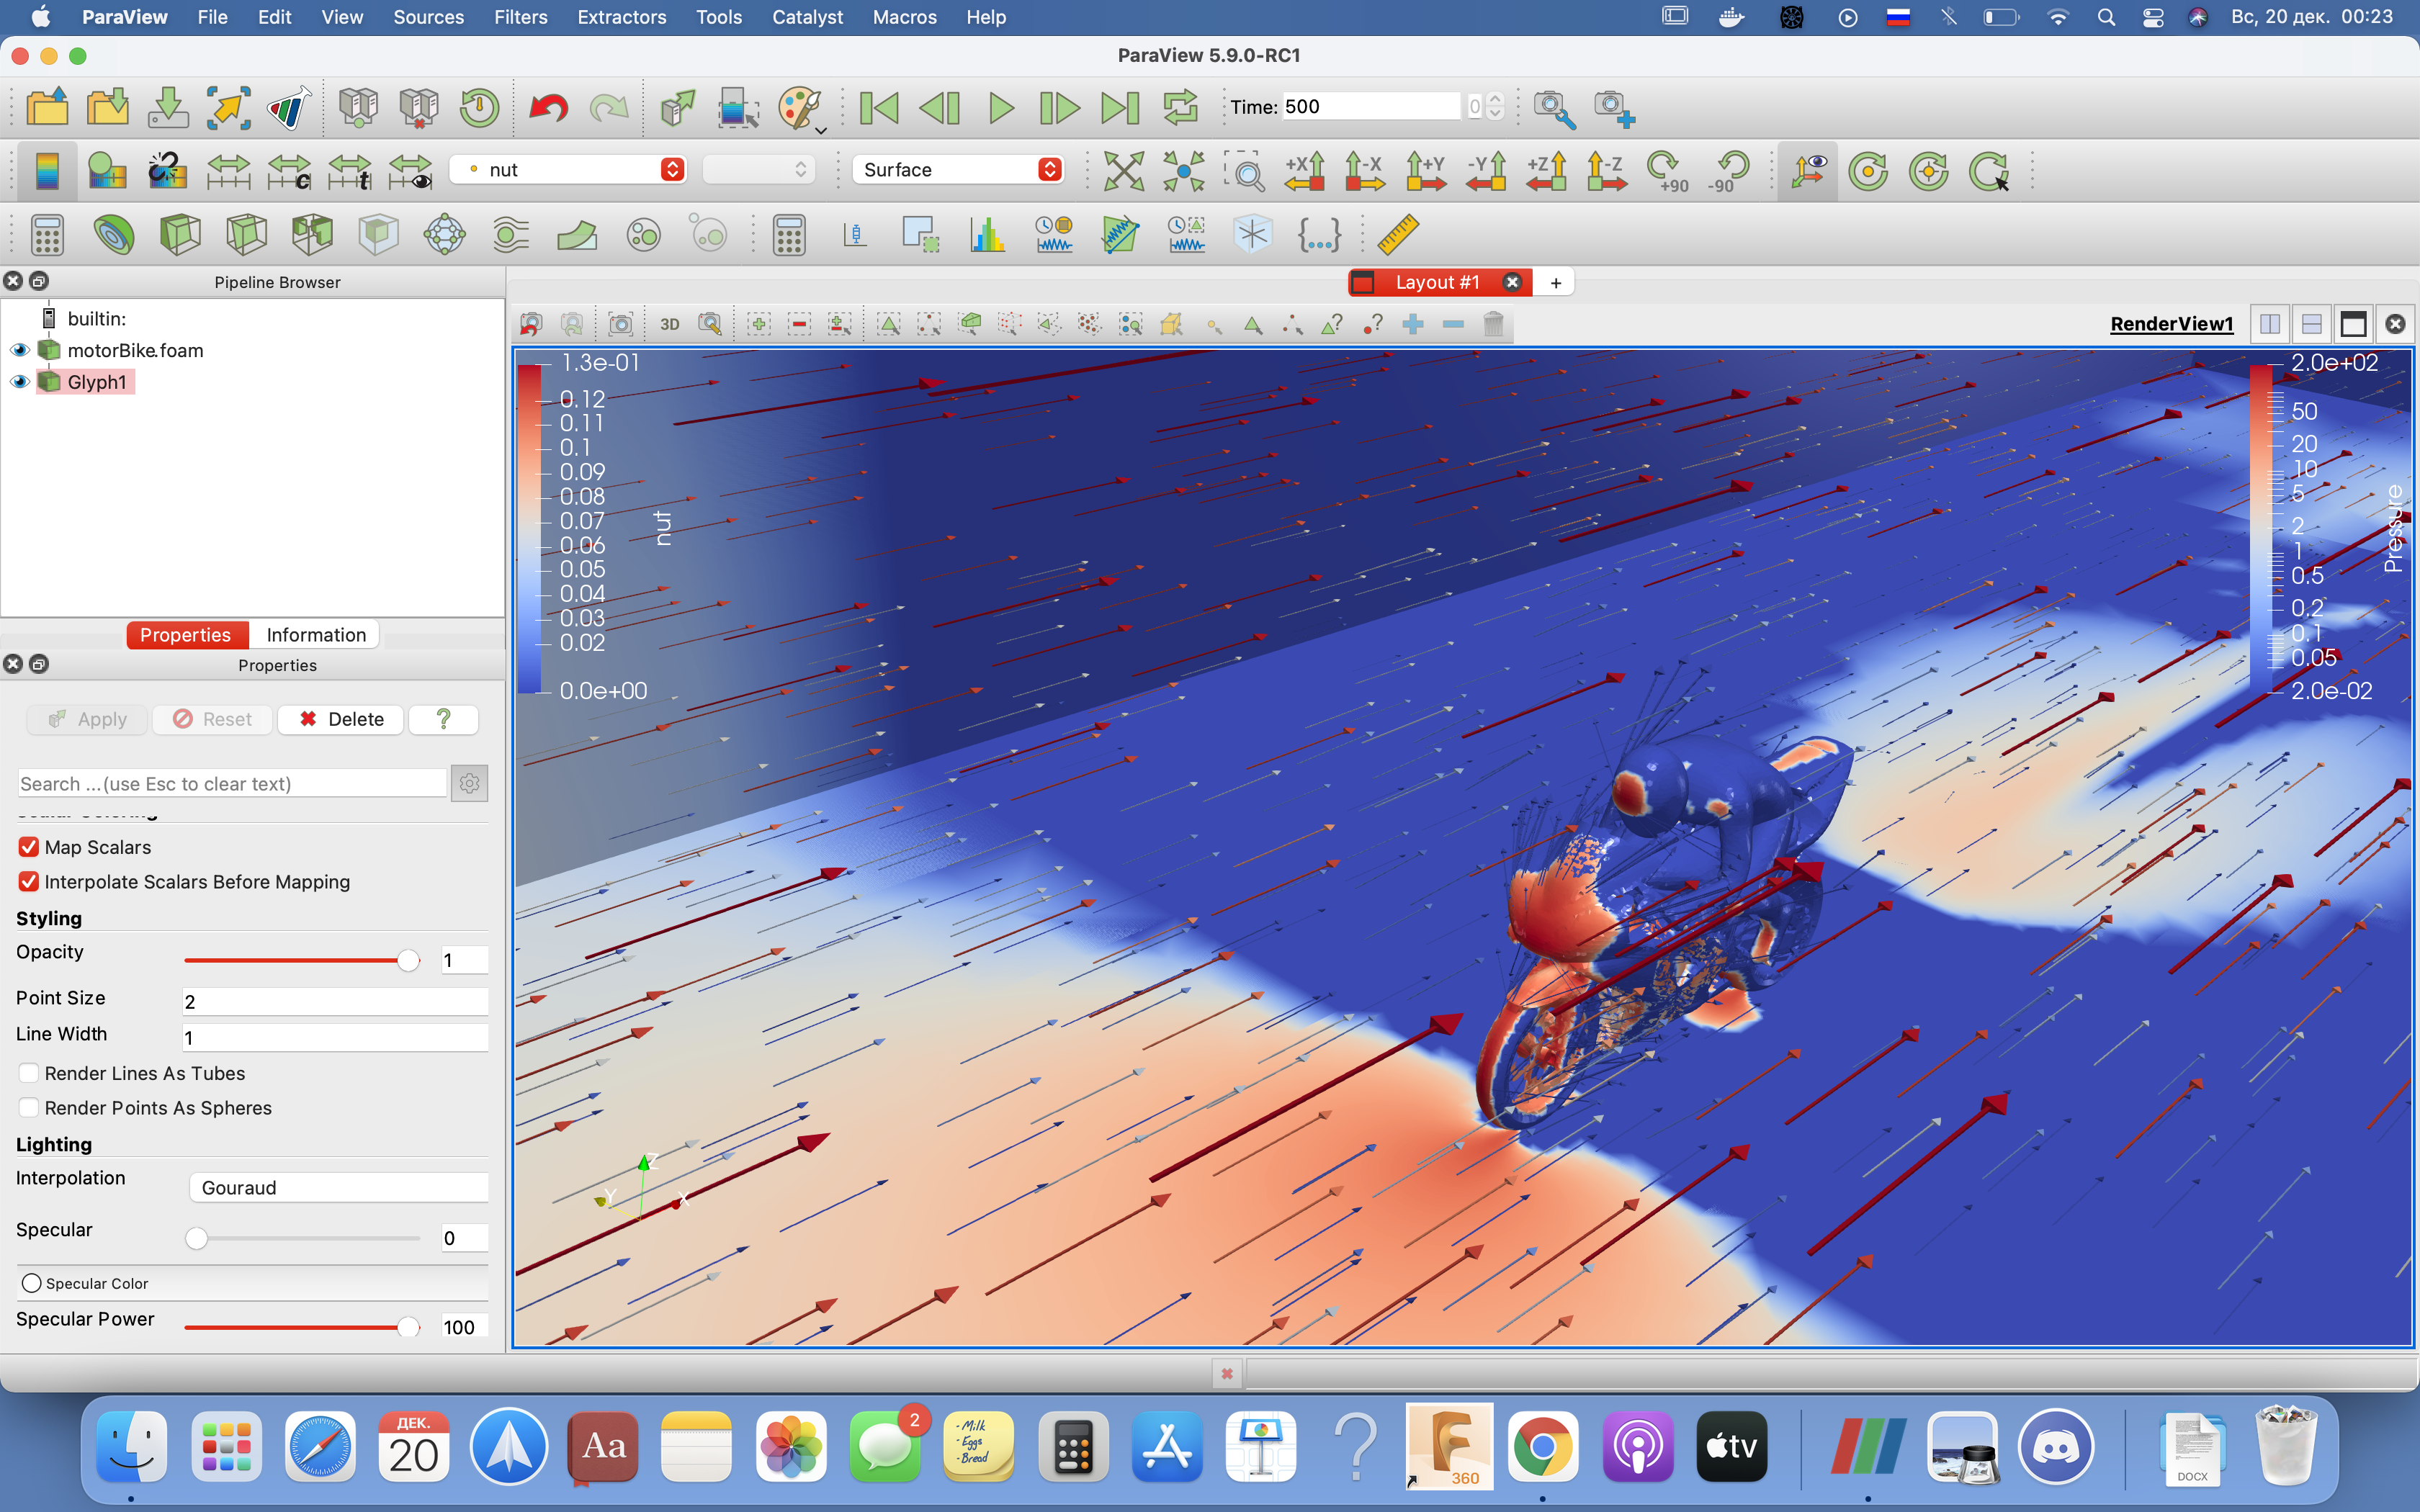 ParaView File Edit View Sources Filters Extractors Tools Catalyst Macros Help Вс, 20 дек. 00:23
ParaView 5.9.0-RC1
Time: 500 0
nut Surface +X -X +Y -Y +Z -Z +90 -90
c t
{...}
Pipeline Browser
Layout #1 +
builtin:
motorBike.foam
Glyph1
3D
RenderView1
1.3e-01
0.12
0.11
0.1
0.09
0.08
0.07
0.06
0.05
0.04
0.03
0.02
0.0e+00
nut
2.0e+02
50
20
10
5
2
1
0.5
0.2
0.1
0.05
2.0e-02
Pressure
Z
Y
X
Properties Information
Properties
Apply Reset Delete ?
Search ...(use Esc to clear text)
Map Scalars
Interpolate Scalars Before Mapping
Styling
Opacity 1
Point Size 2
Line Width 1
Render Lines As Tubes
Render Points As Spheres
Lighting
Interpolation Gouraud
Specular 0
Specular Color
Specular Power 100
ДЕК.
20
Aa
2
- Milk
- Eggs
- Bread
?
360
tv
DOCX